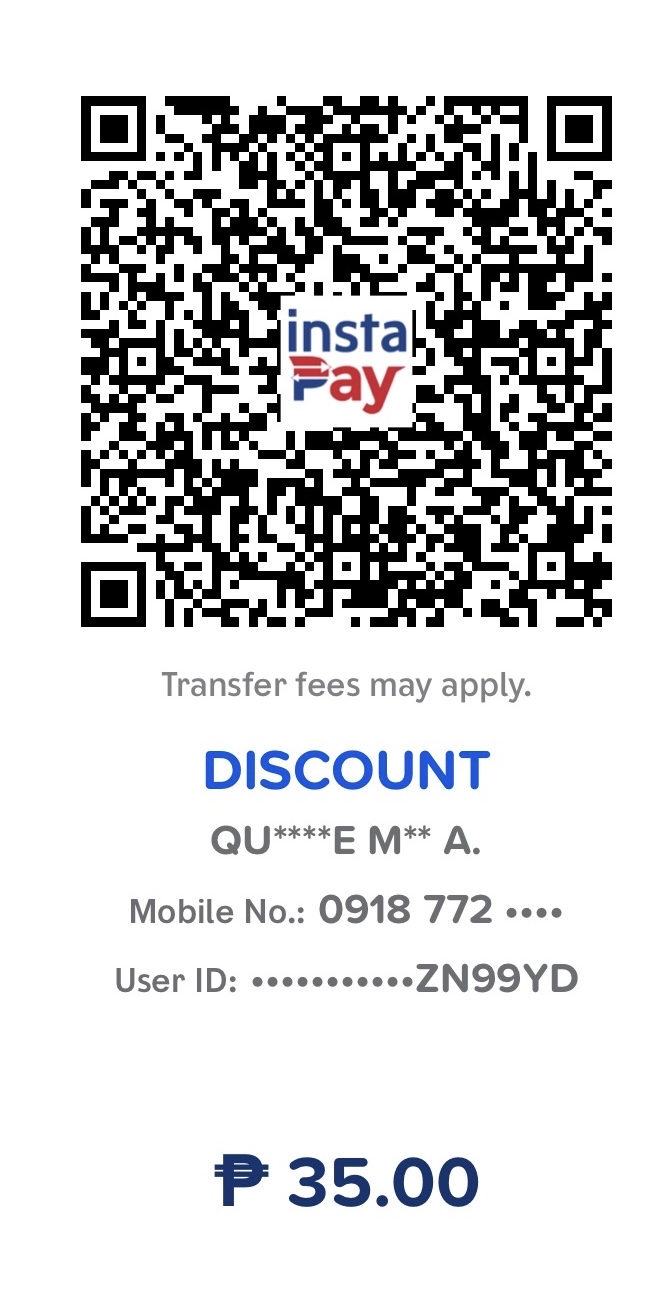 insta
Pay
Transfer fees may apply.
DISCOUNT
QU****E M** A.
Mobile No.: 0918 772 ••••
User ID: •••••••••••ZN99YD
₱ 35.00